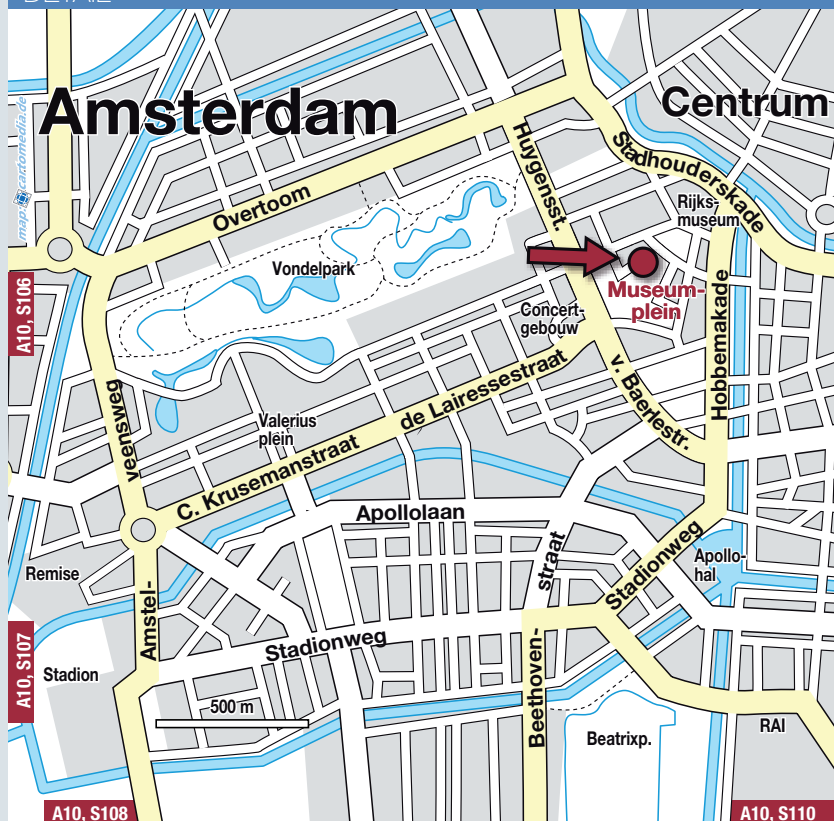 DETAIL
Amsterdam
Centrum
map.cartomedia.de
Huygensst.
Stadhouderskade
Overtoom
Rijks-
museum
Vondelpark
Museum-
plein
A10, S106
Concert-
gebouw
Hobbemakade
v. Baerlestr.
de Lairessestraat
veensweg
Valerius
plein
C. Krusemanstraat
Apollolaan
straat
Stadionweg
Apollo-
hal
Remise
Amstel-
Stadionweg
A10, S107
Stadion
Beethoven-
500 m
Beatrixp.
RAI
A10, S108
A10, S110